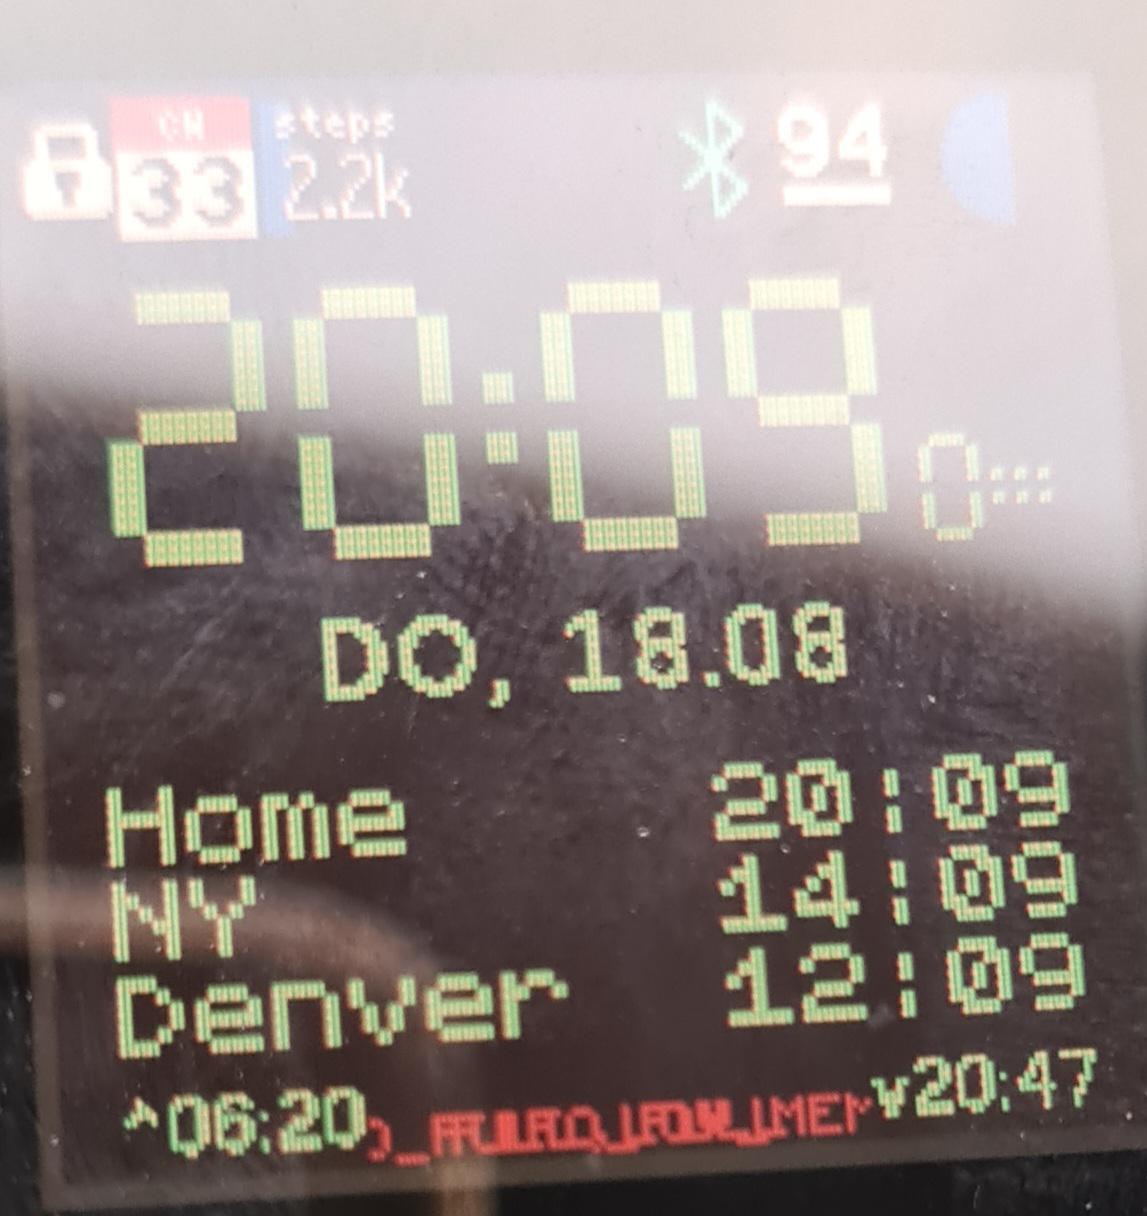 CW steps 94
33 2.2k
20:09
DO, 18.08
Home 20:09
NY 14:09
Denver 12:09
^06:20 v20:47